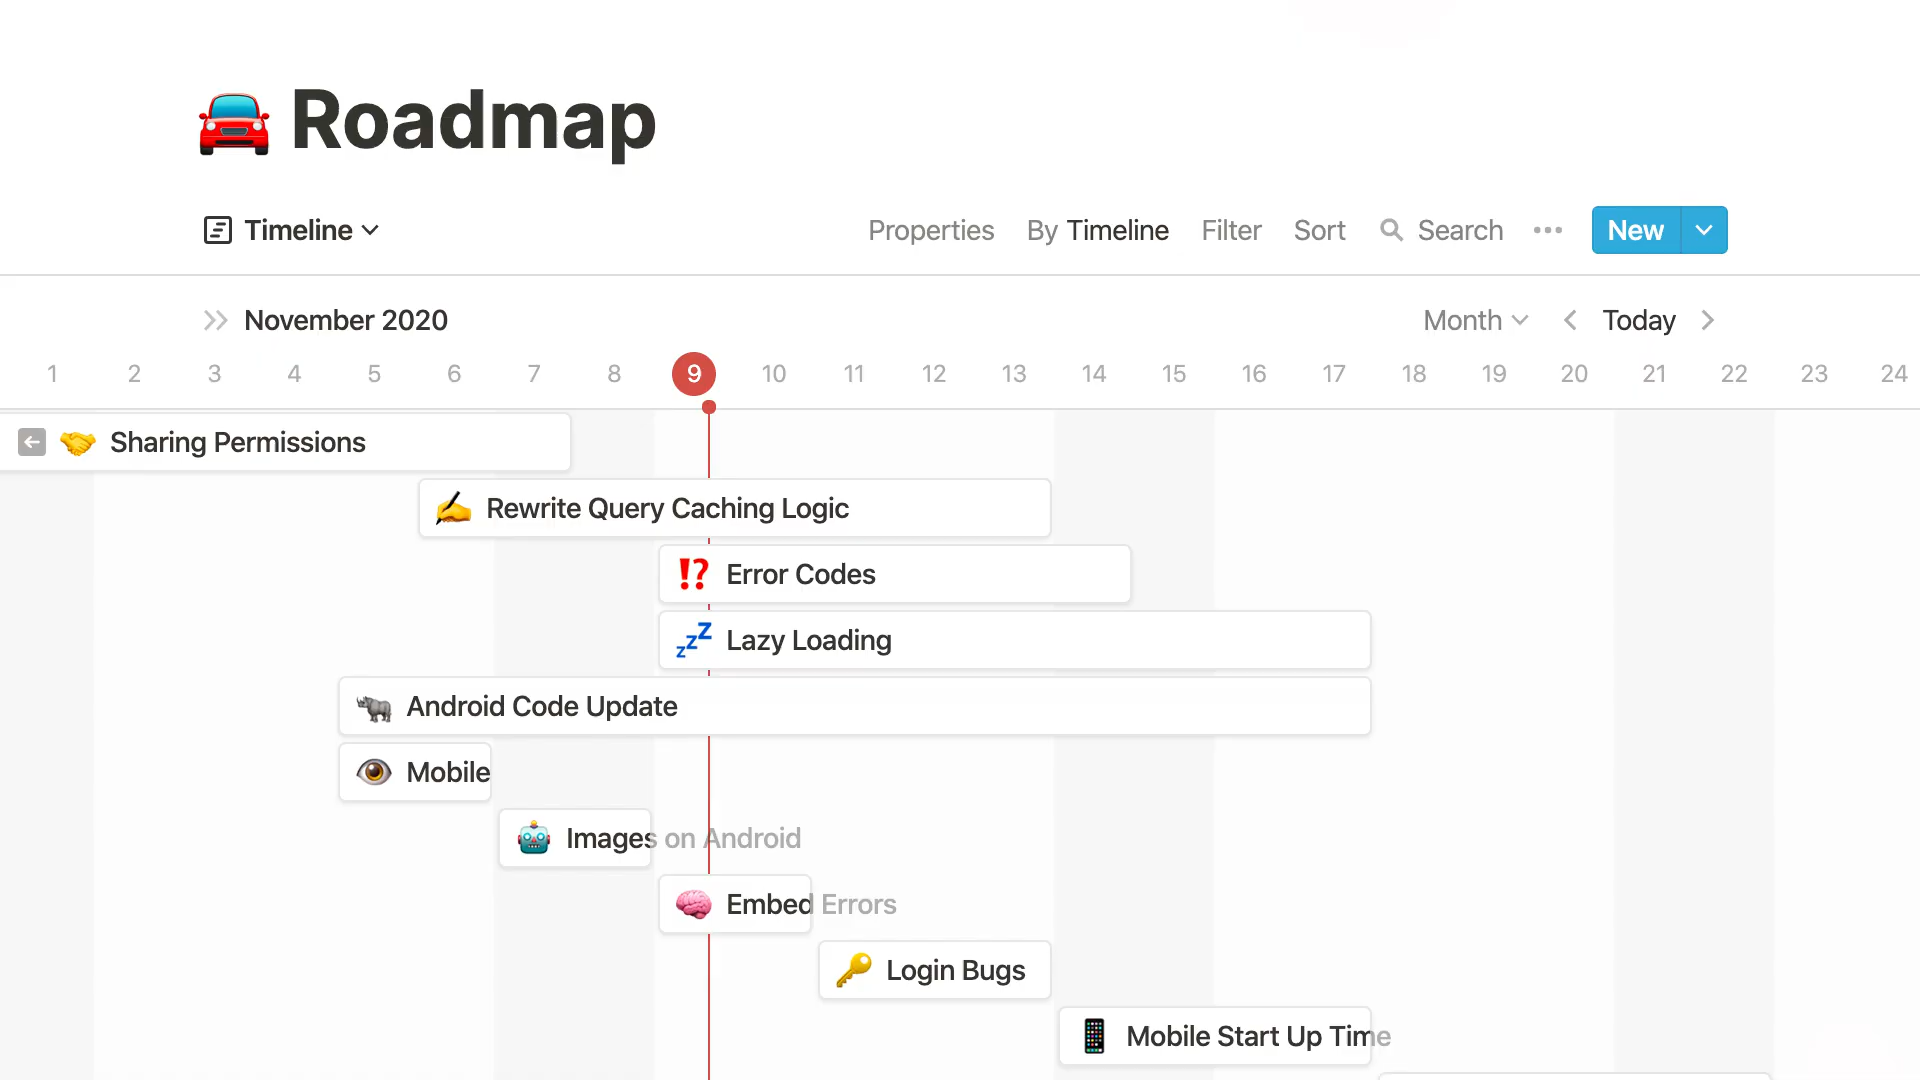 Roadmap
Timeline
Properties By Timeline Filter Sort Search ••• New
November 2020
Month Today
1 2 3 4 5 6 7 8 9 10 11 12 13 14 15 16 17 18 19 20 21 22 23 24
Sharing Permissions
Rewrite Query Caching Logic
⁉️ Error Codes
💤 Lazy Loading
Android Code Update
Mobile
Images on Android
Embed Errors
Login Bugs
Mobile Start Up Time